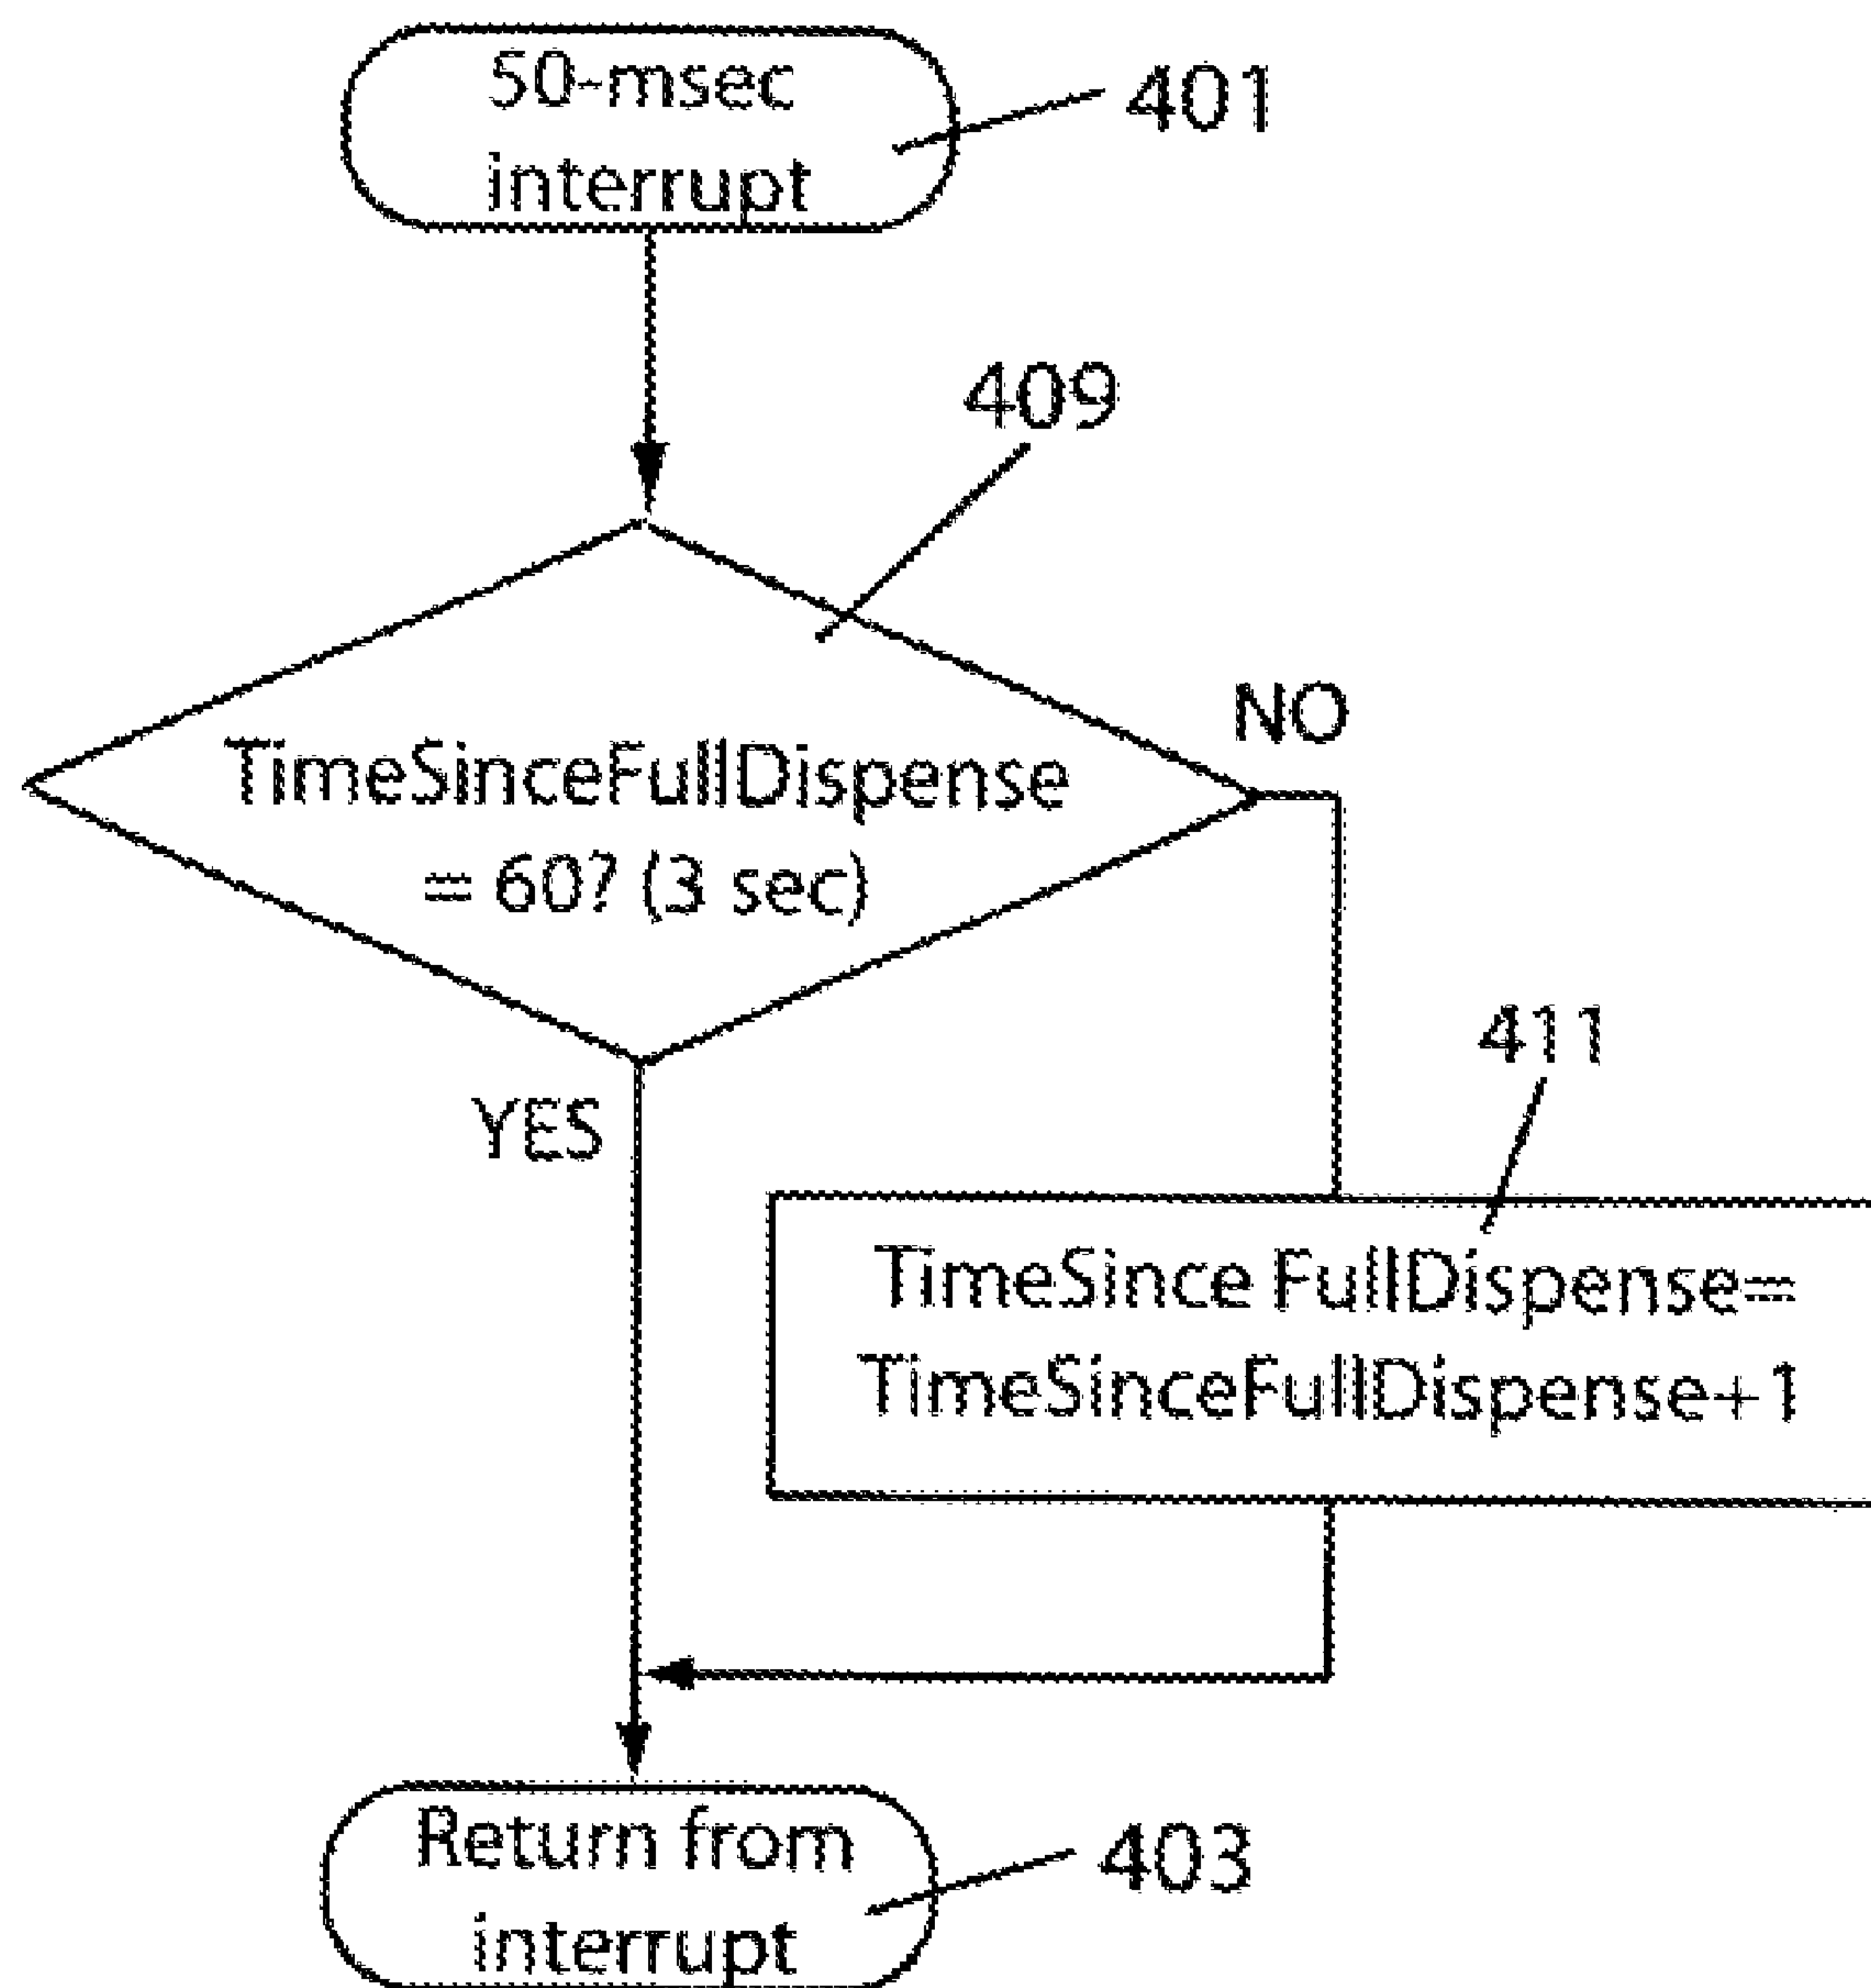 50-msec
interrupt
401
409
TimeSinceFullDispense
= 60? (3 sec)
NO
YES
411
TimeSince FullDispense=
TimeSinceFullDispense+1
Return from
interrupt
403